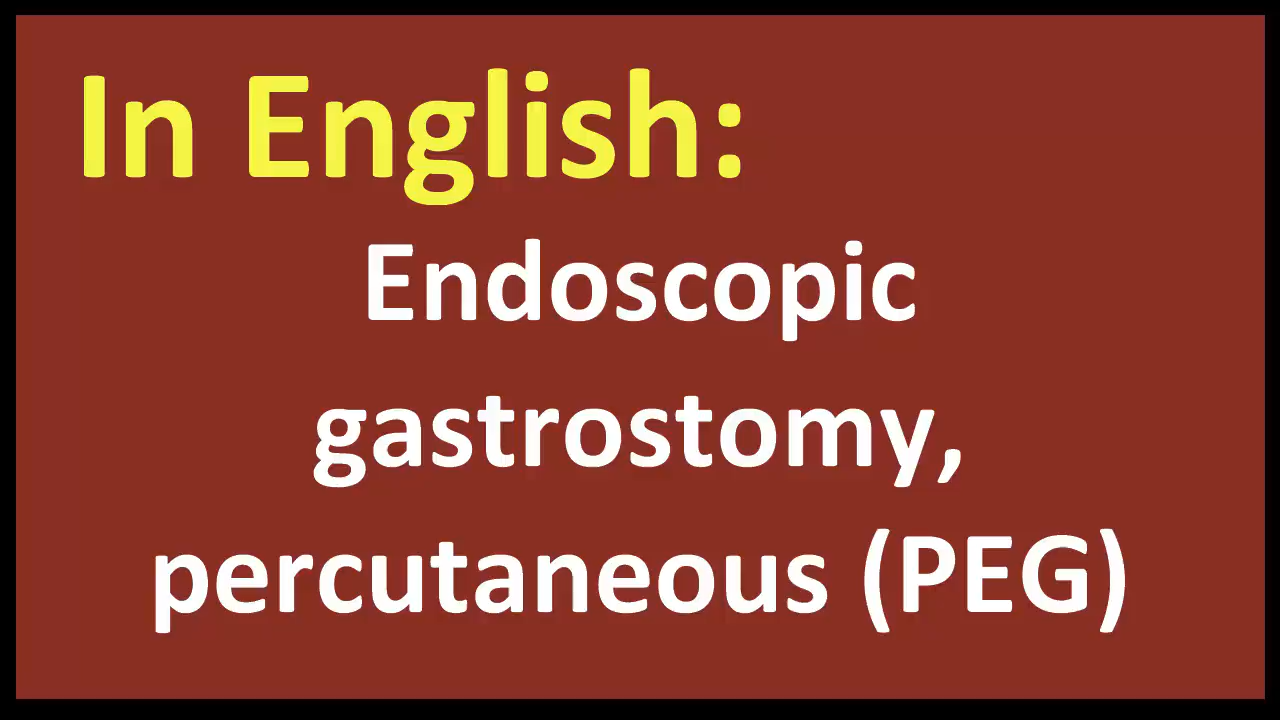 In English:
Endoscopic
gastrostomy,
percutaneous (PEG)